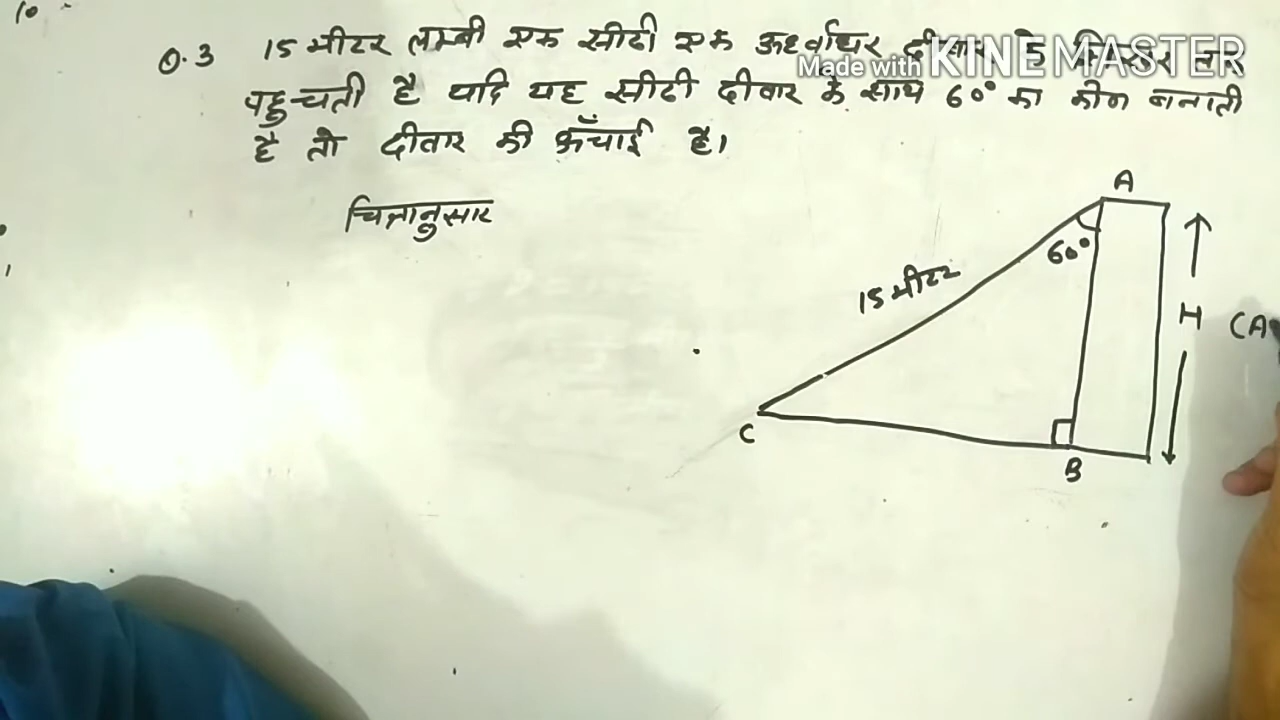 10
Q.3 15 मीटर लम्बी एक सीढी एक ऊर्ध्वाधर
Made with KINEMASTER
पहुचती है यदि यह सीढी दीवार के साथ 60° का कोण बनाती
है तो दीवार की ऊँचाई है।
चित्रानुसार
A
60°
15 मीटर
H (A
C
B